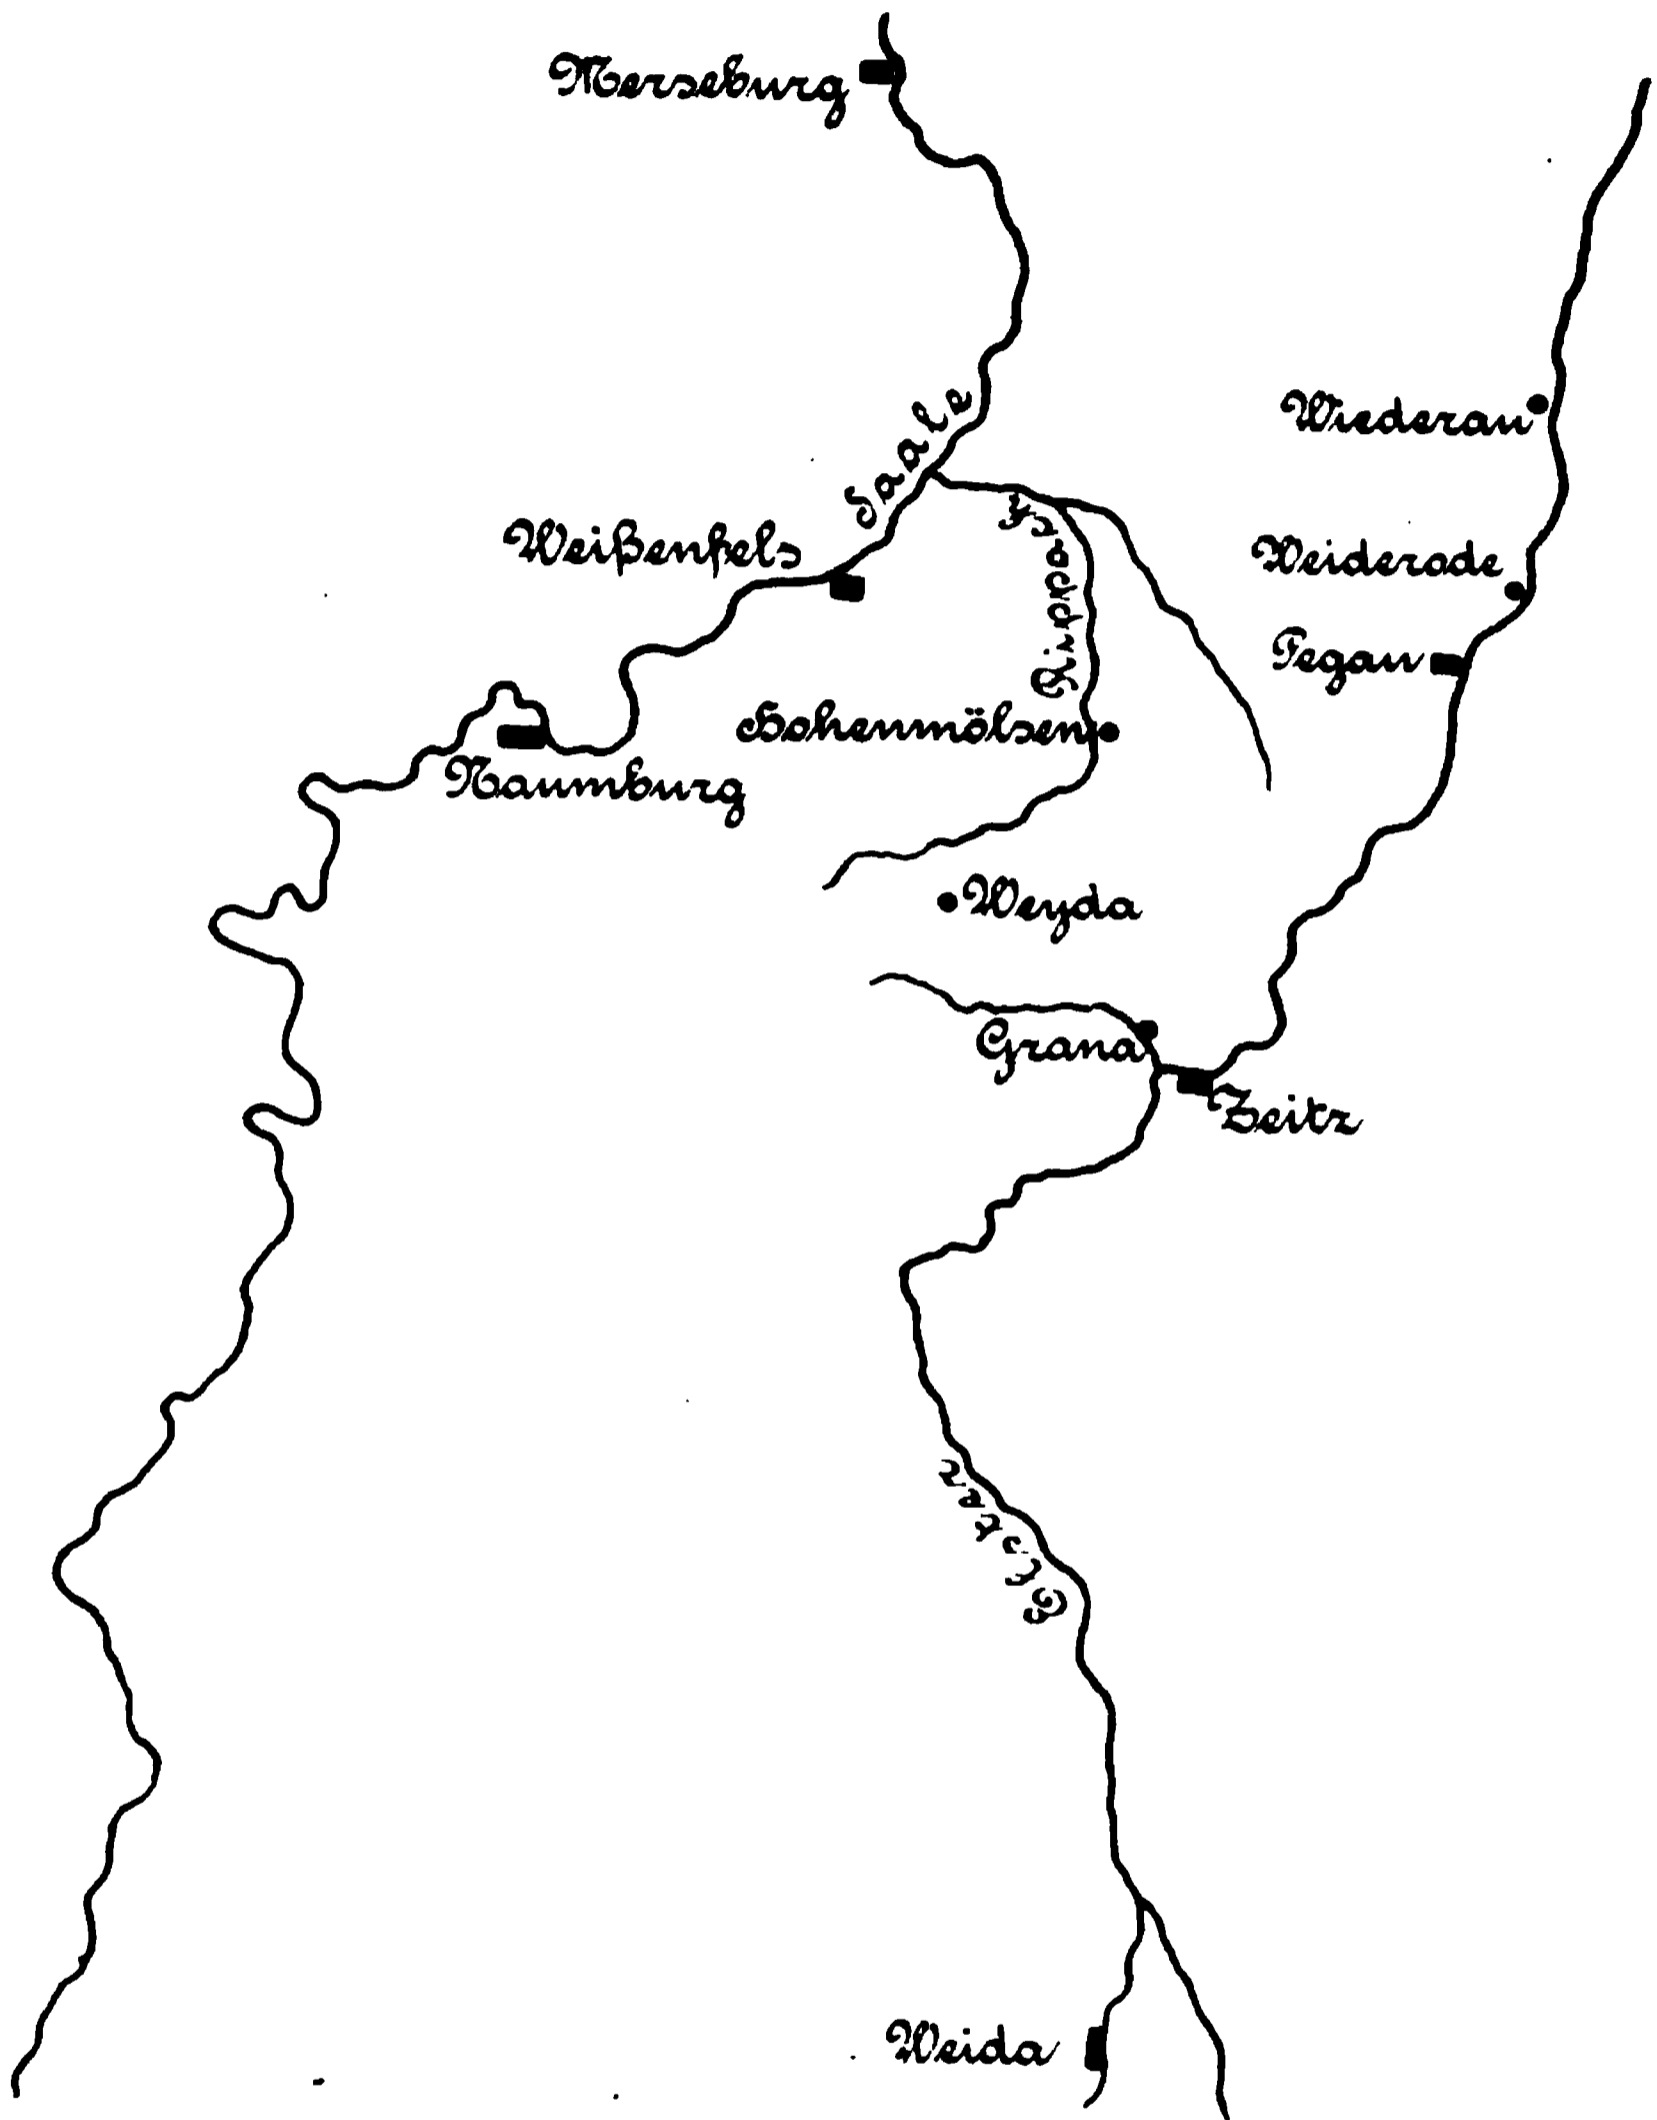 Merseburg
Wiederau
Saale
Weißenfels
Weiderode
Rippach
Pegau
Hohenmölsen
Naumburg
Weyda
Grana
Zeitz
Elster
Weida